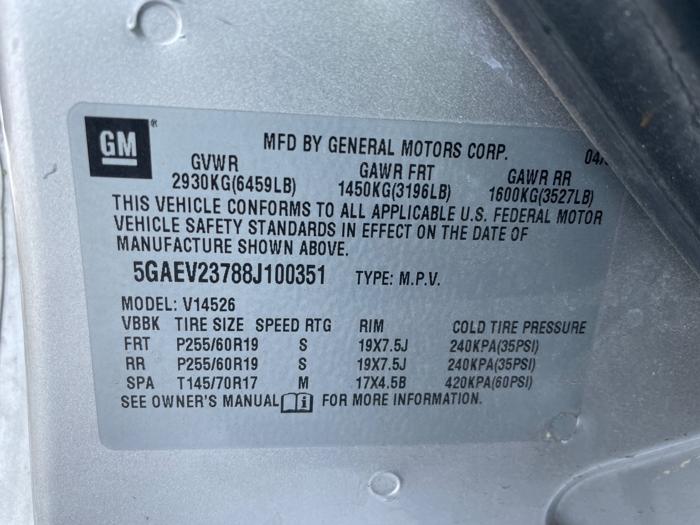 GM ® MFD BY GENERAL MOTORS CORP. 04/
GVWR GAWR FRT GAWR RR
2930KG(6459LB) 1450KG(3196LB) 1600KG(3527LB)
THIS VEHICLE CONFORMS TO ALL APPLICABLE U.S. FEDERAL MOTOR
VEHICLE SAFETY STANDARDS IN EFFECT ON THE DATE OF
MANUFACTURE SHOWN ABOVE.
5GAEV23788J100351 TYPE: M.P.V.
MODEL: V14526
VBBK TIRE SIZE SPEED RTG RIM COLD TIRE PRESSURE
FRT P255/60R19 S 19X7.5J 240KPA(35PSI)
RR P255/60R19 S 19X7.5J 240KPA(35PSI)
SPA T145/70R17 M 17X4.5B 420KPA(60PSI)
SEE OWNER'S MANUAL i FOR MORE INFORMATION.